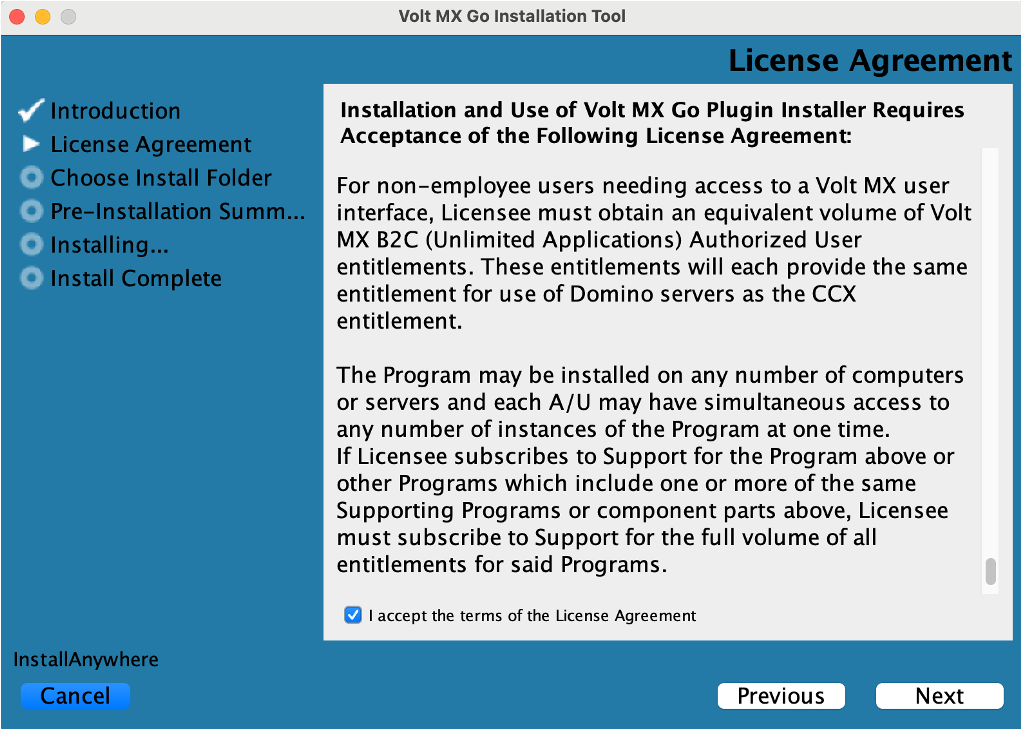 Volt MX Go Installation Tool
License Agreement
Introduction
License Agreement
Choose Install Folder
Pre-Installation Summ...
Installing...
Install Complete
Installation and Use of Volt MX Go Plugin Installer Requires
Acceptance of the Following License Agreement:
For non-employee users needing access to a Volt MX user
interface, Licensee must obtain an equivalent volume of Volt
MX B2C (Unlimited Applications) Authorized User
entitlements. These entitlements will each provide the same
entitlement for use of Domino servers as the CCX
entitlement.
The Program may be installed on any number of computers
or servers and each A/U may have simultaneous access to
any number of instances of the Program at one time.
If Licensee subscribes to Support for the Program above or
other Programs which include one or more of the same
Supporting Programs or component parts above, Licensee
must subscribe to Support for the full volume of all
entitlements for said Programs.
I accept the terms of the License Agreement
InstallAnywhere
Cancel
Previous
Next